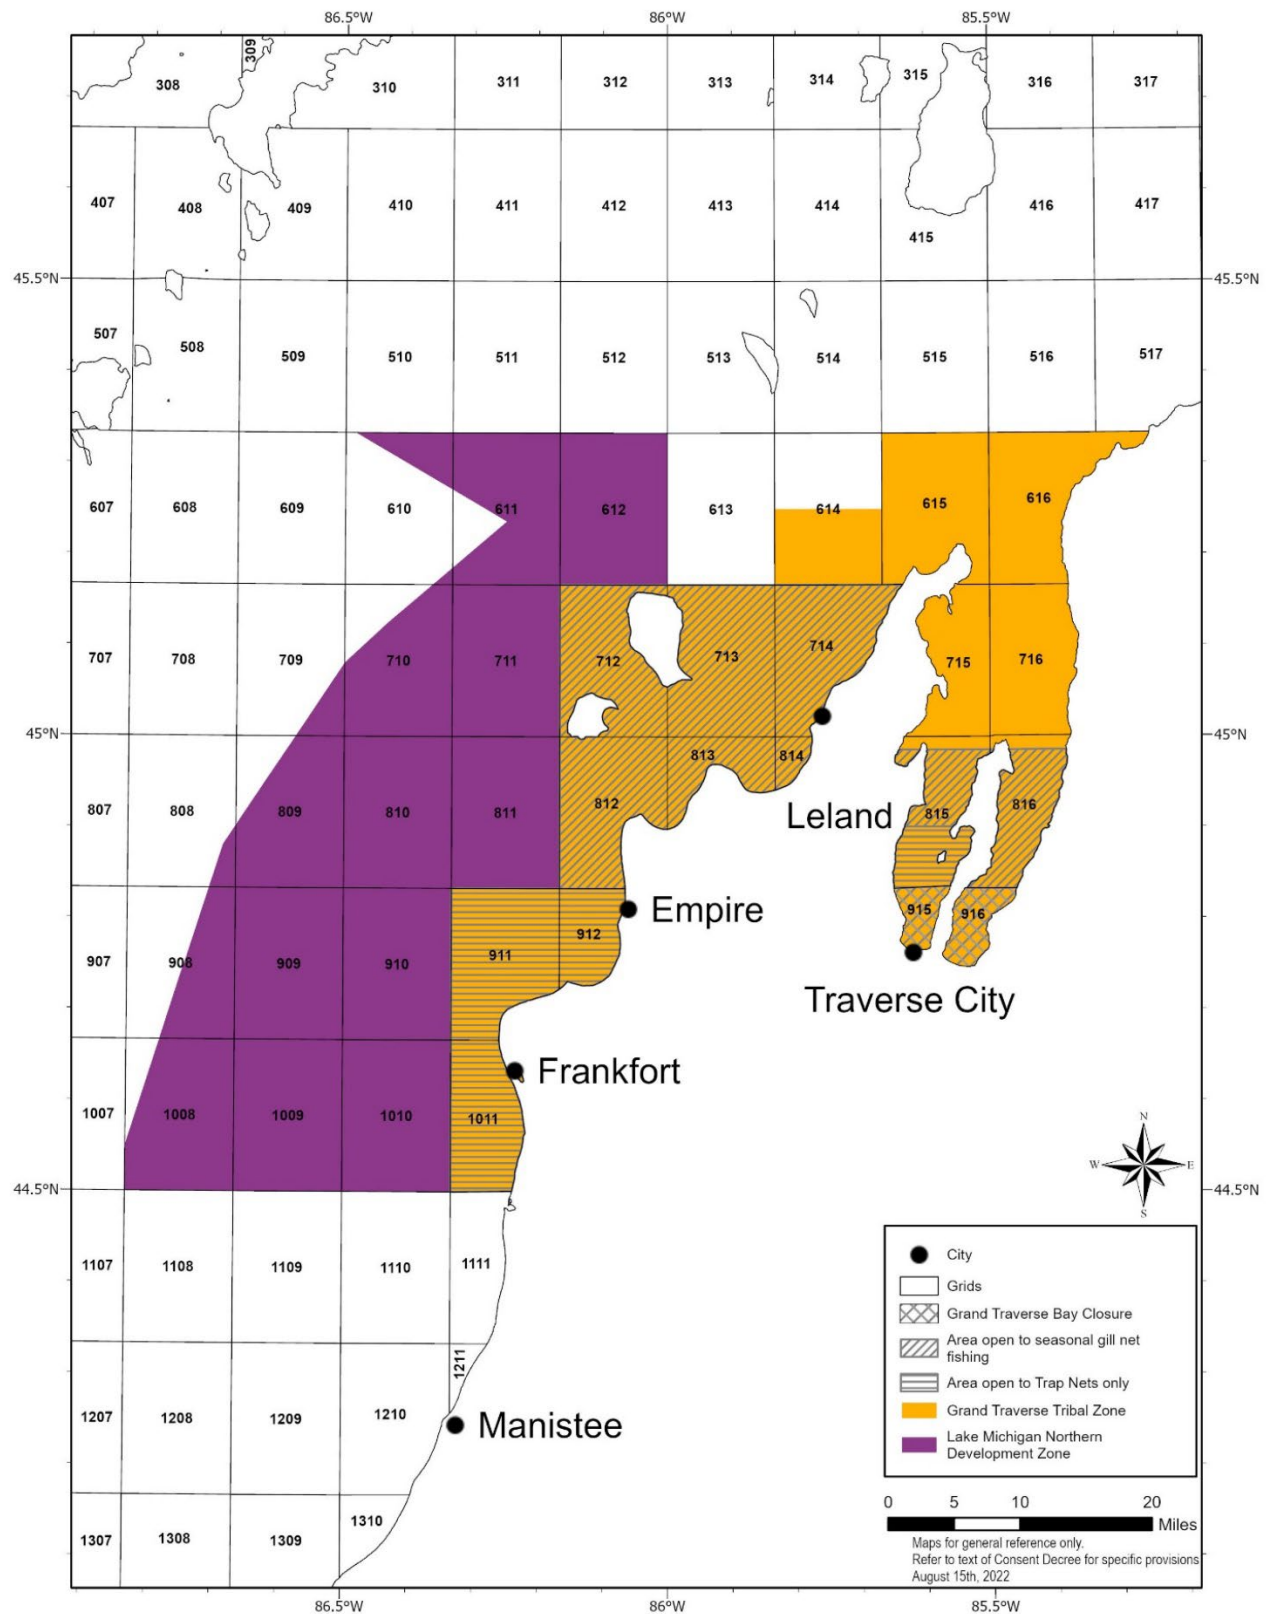 86.5°W 86°W 85.5°W
308 309 310 311 312 313 314 315 316 317
407 408 409 410 411 412 413 414 415 416 417
45.5°N 45.5°N
507 508 509 510 511 512 513 514 515 516 517
607 608 609 610 611 612 613 614 615 616
707 708 709 710 711 712 713 714 715 716
45°N 45°N
807 808 809 810 811 812 813 814 815 816
Leland
907 908 909 910 911 912 915 916
Empire
Traverse City
Frankfort
1007 1008 1009 1010 1011
N
W E
S
44.5°N 44.5°N
1107 1108 1109 1110 1111
1207 1208 1209 1210 1211
Manistee
1307 1308 1309 1310
City
Grids
Grand Traverse Bay Closure
Area open to seasonal gill net
fishing
Area open to Trap Nets only
Grand Traverse Tribal Zone
Lake Michigan Northern
Development Zone
0 5 10 20
Miles
Maps for general reference only.
Refer to text of Consent Decree for specific provisions
August 15th, 2022
86.5°W 86°W 85.5°W